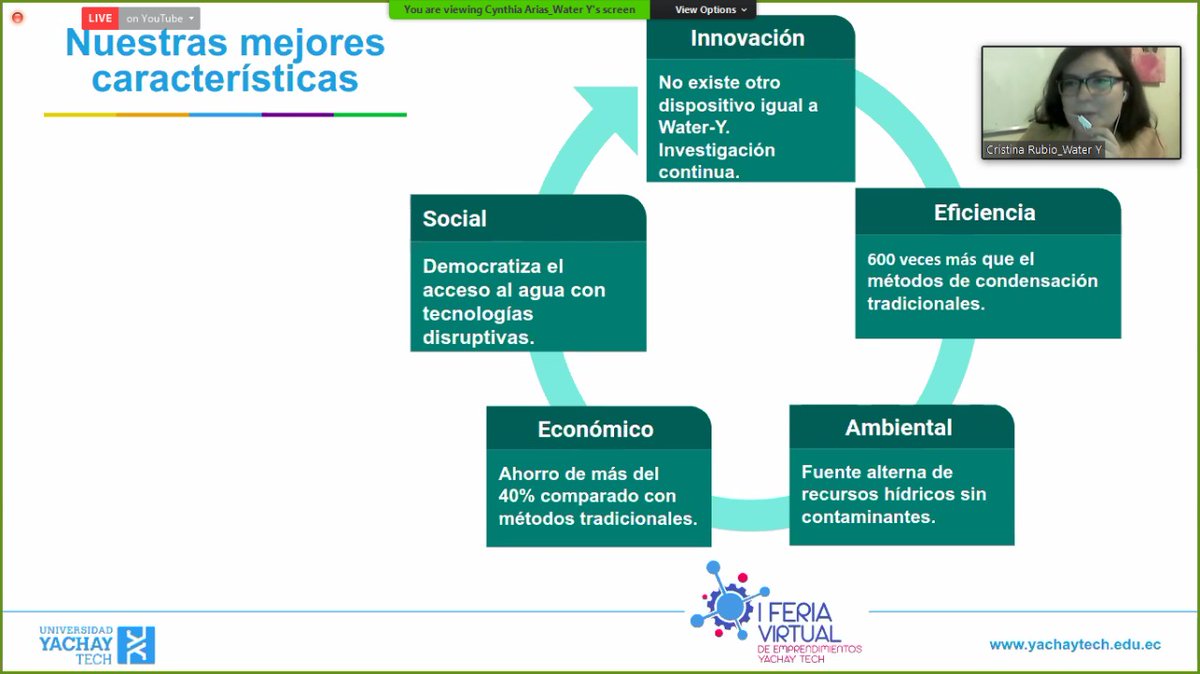 LIVE on YouTube
You are viewing Cynthia Arias_Water Y's screen
View Options
Nuestras mejores
características
Innovación
No existe otro
dispositivo igual a
Water-Y.
Investigación
continua.
Cristina Rubio_Water Y
Eficiencia
600 veces más que el
métodos de condensación
tradicionales.
Social
Democratiza el
acceso al agua con
tecnologías
disruptivas.
Económico
Ahorro de más del
40% comparado con
métodos tradicionales.
Ambiental
Fuente alterna de
recursos hídricos sin
contaminantes.
UNIVERSIDAD
YACHAY
TECH
I FERIA
VIRTUAL
DE EMPRENDIMIENTOS
YACHAY TECH
www.yachaytech.edu.ec